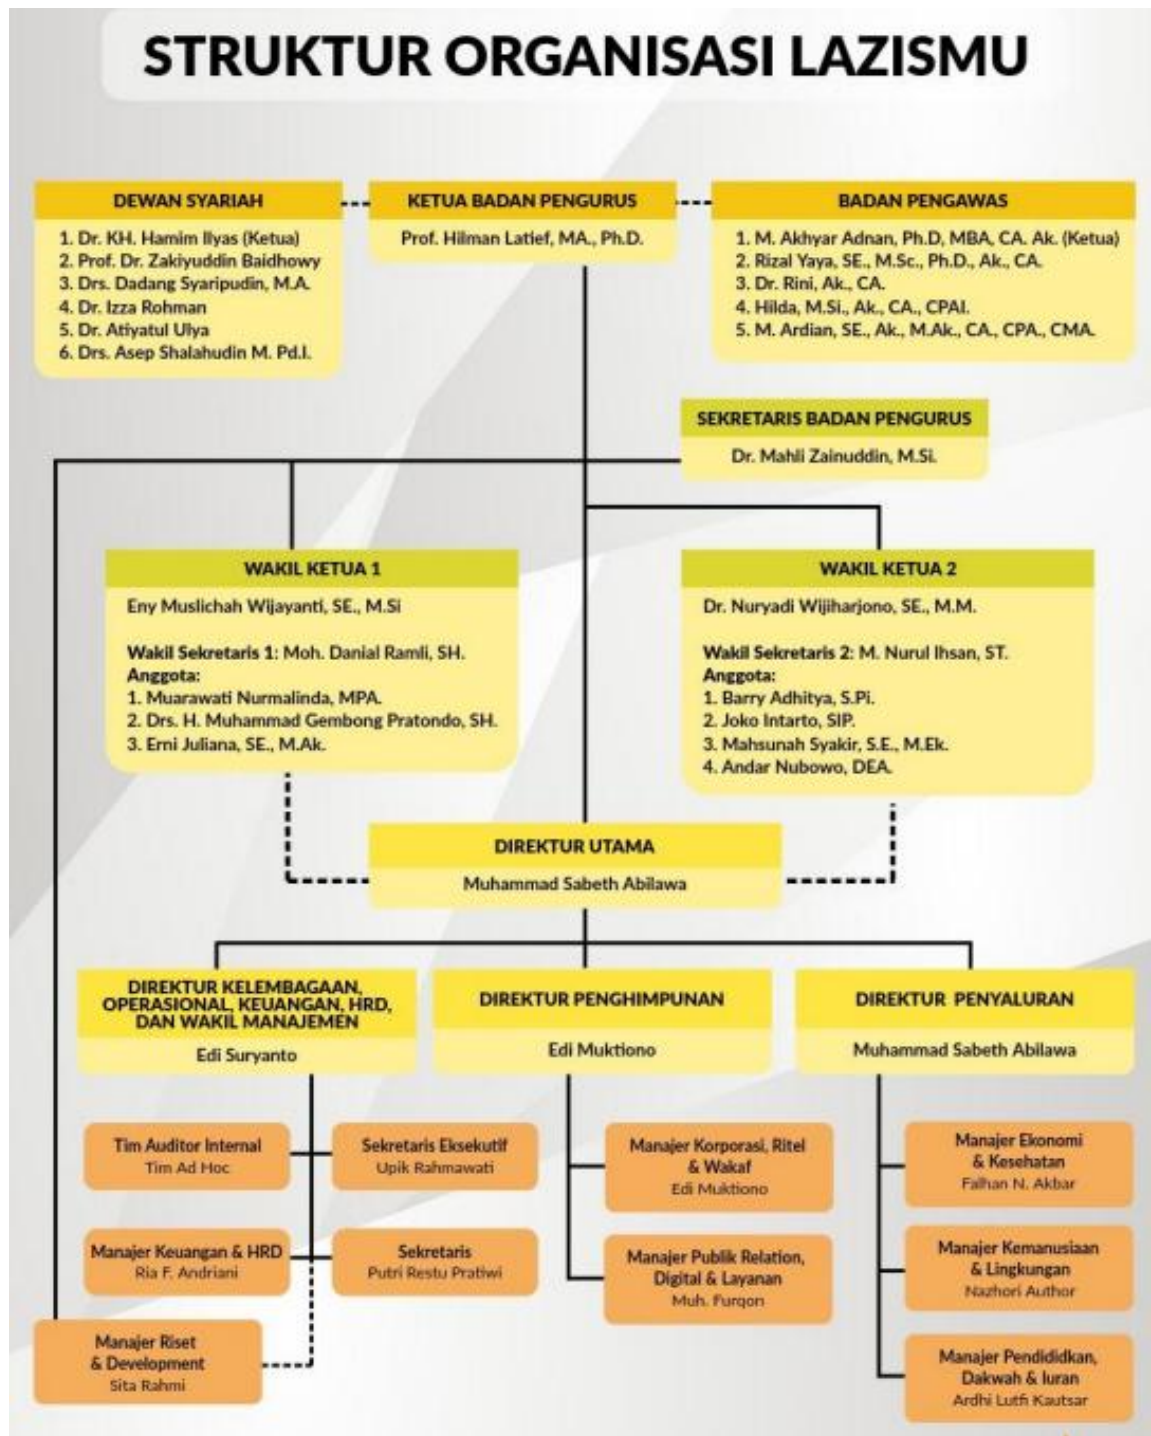 STRUKTUR ORGANISASI LAZISMU
DEWAN SYARIAH
1. Dr. KH. Hamim Ilyas (Ketua)
2. Prof. Dr. Zakiyuddin Baidhowy
3. Drs. Dadang Syaripudin, M.A.
4. Dr. Izza Rohman
5. Dr. Atiyatul Ulya
6. Drs. Asep Shalahudin M. Pd.I.
KETUA BADAN PENGURUS
Prof. Hilman Latief, MA., Ph.D.
BADAN PENGAWAS
1. M. Akhyar Adnan, Ph.D, MBA, CA. Ak. (Ketua)
2. Rizal Yaya, SE., M.Sc., Ph.D., Ak., CA.
3. Dr. Rini, Ak., CA.
4. Hilda, M.Si., Ak., CA., CPAI.
5. M. Ardian, SE., Ak., M.Ak., CA., CPA., CMA.
SEKRETARIS BADAN PENGURUS
Dr. Mahli Zainuddin, M.Si.
WAKIL KETUA 1
Eny Muslichah Wijayanti, SE., M.Si
Wakil Sekretaris 1: Moh. Danial Ramli, SH.
Anggota:
1. Muarawati Nurmalinda, MPA.
2. Drs. H. Muhammad Gembong Pratondo, SH.
3. Erni Juliana, SE., M.Ak.
WAKIL KETUA 2
Dr. Nuryadi Wijiharjono, SE., M.M.
Wakil Sekretaris 2: M. Nurul Ihsan, ST.
Anggota:
1. Barry Adhitya, S.Pi.
2. Joko Intarto, SIP.
3. Mahsunah Syakir, S.E., M.Ek.
4. Andar Nubowo, DEA.
DIREKTUR UTAMA
Muhammad Sabeth Abilawa
DIREKTUR KELEMBAGAAN,
OPERASIONAL, KEUANGAN, HRD,
DAN WAKIL MANAJEMEN
Edi Suryanto
DIREKTUR PENGHIMPUNAN
Edi Muktiono
DIREKTUR PENYALURAN
Muhammad Sabeth Abilawa
Tim Auditor Internal
Tim Ad Hoc
Sekretaris Eksekutif
Upik Rahmawati
Manajer Keuangan & HRD
Ria F. Andriani
Sekretaris
Putri Restu Pratiwi
Manajer Riset
& Development
Sita Rahmi
Manajer Korporasi, Ritel
& Wakaf
Edi Muktiono
Manajer Publik Relation,
Digital & Layanan
Muh. Furqon
Manajer Ekonomi
& Kesehatan
Falhan N. Akbar
Manajer Kemanusiaan
& Lingkungan
Nazhori Author
Manajer Pendididkan,
Dakwah & Iuran
Ardhi Lutfi Kautsar